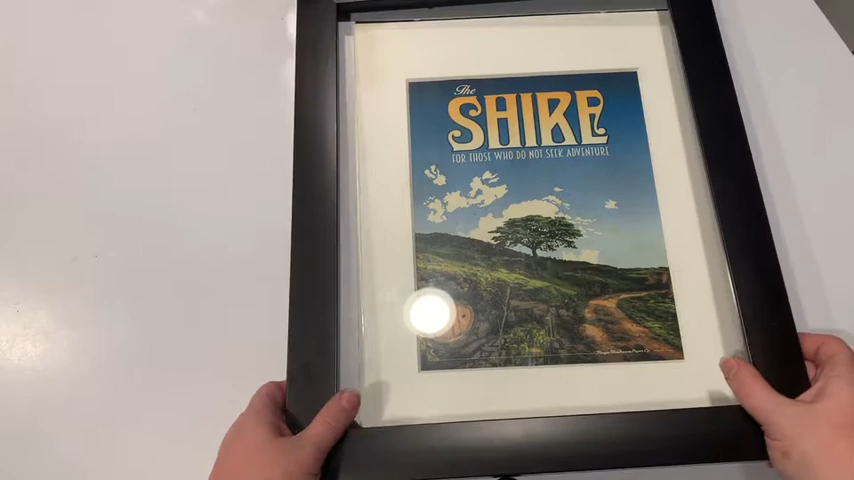 The
SHIRE
FOR THOSE WHO DO NOT SEEK ADVENTURE